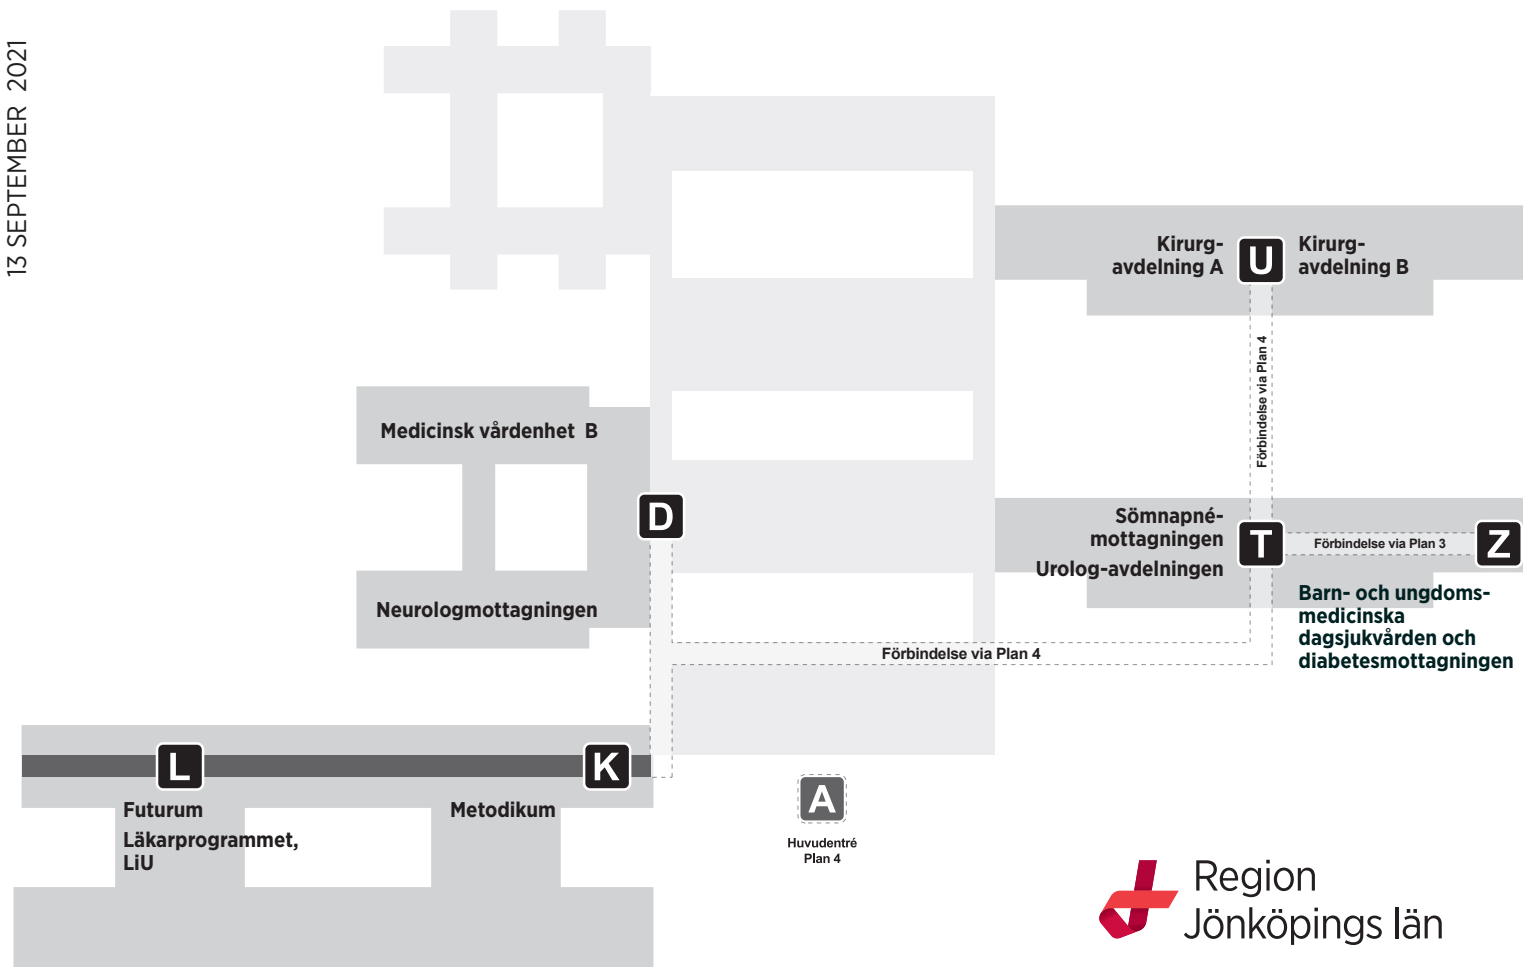 13 SEPTEMBER 2021
Kirurg-
avdelning A
U
Kirurg-
avdelning B
Förbindelse via Plan 4
Medicinsk vårdenhet B
D
Neurologmottagningen
Sömnapné-
mottagningen
Urolog-avdelningen
T
Förbindelse via Plan 3
Z
Barn- och ungdoms-
medicinska
dagsjukvården och
diabetesmottagningen
Förbindelse via Plan 4
L
K
Futurum
Läkarprogrammet,
LiU
Metodikum
A
Huvudentré
Plan 4
Region
Jönköpings län